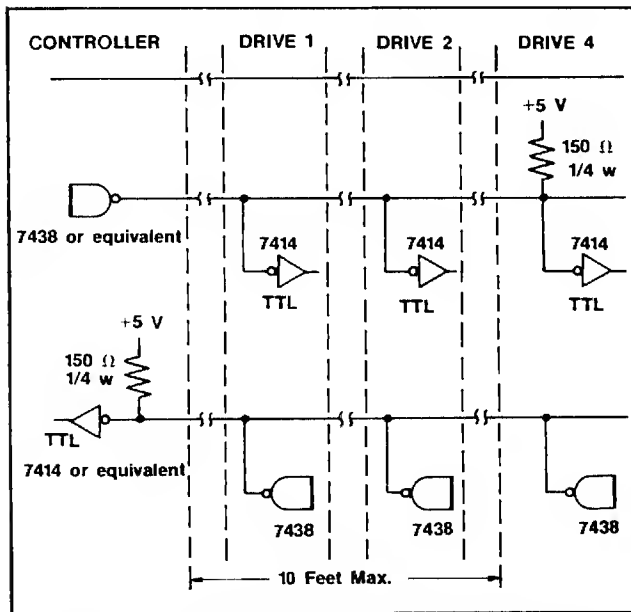 CONTROLLER DRIVE 1 DRIVE 2 DRIVE 4
+5 V
150 Ω
1/4 w
7438 or equivalent
7414 7414 7414
TTL TTL TTL
+5 V
150 Ω
1/4 w
TTL
7414 or equivalent
7438 7438 7438
10 Feet Max.